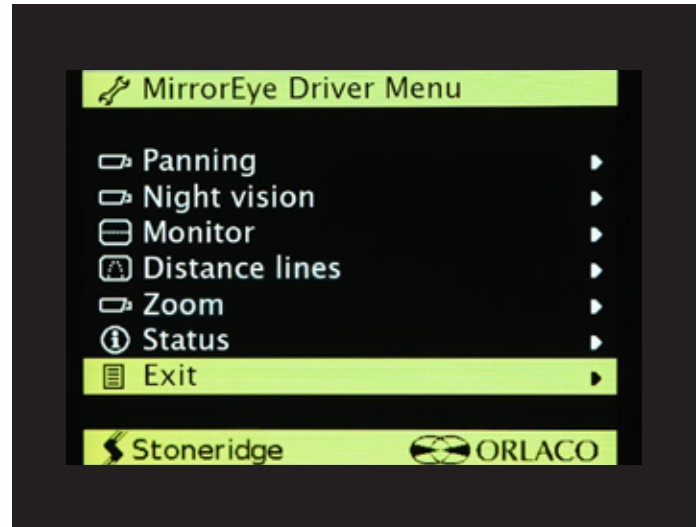 MirrorEye Driver Menu
Panning
Night vision
Monitor
Distance lines
Zoom
Status
Exit
Stoneridge ORLACO